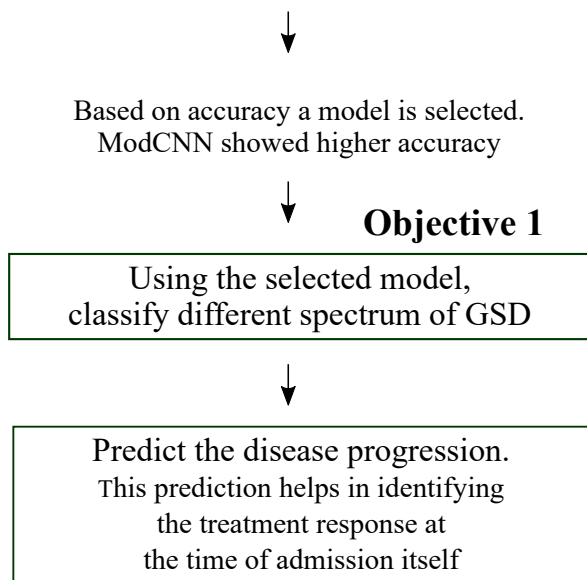 Based on accuracy a model is selected.
ModCNN showed higher accuracy
Objective 1
Using the selected model,
classify different spectrum of GSD
Predict the disease progression.
This prediction helps in identifying
the treatment response at
the time of admission itself